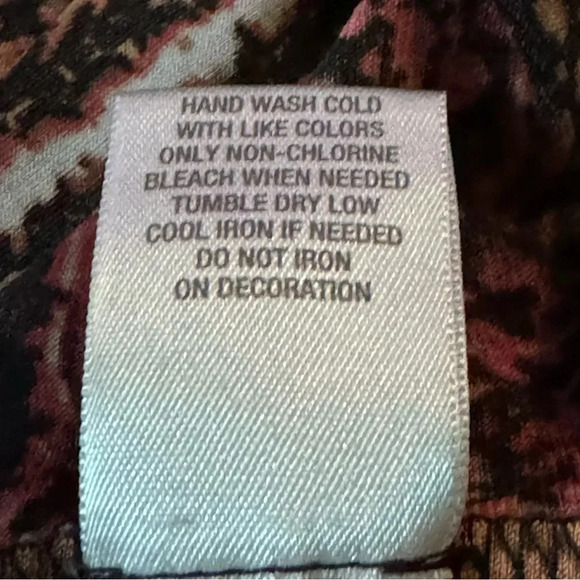 HAND WASH COLD
WITH LIKE COLORS
ONLY NON-CHLORINE
BLEACH WHEN NEEDED
TUMBLE DRY LOW
COOL IRON IF NEEDED
DO NOT IRON
ON DECORATION